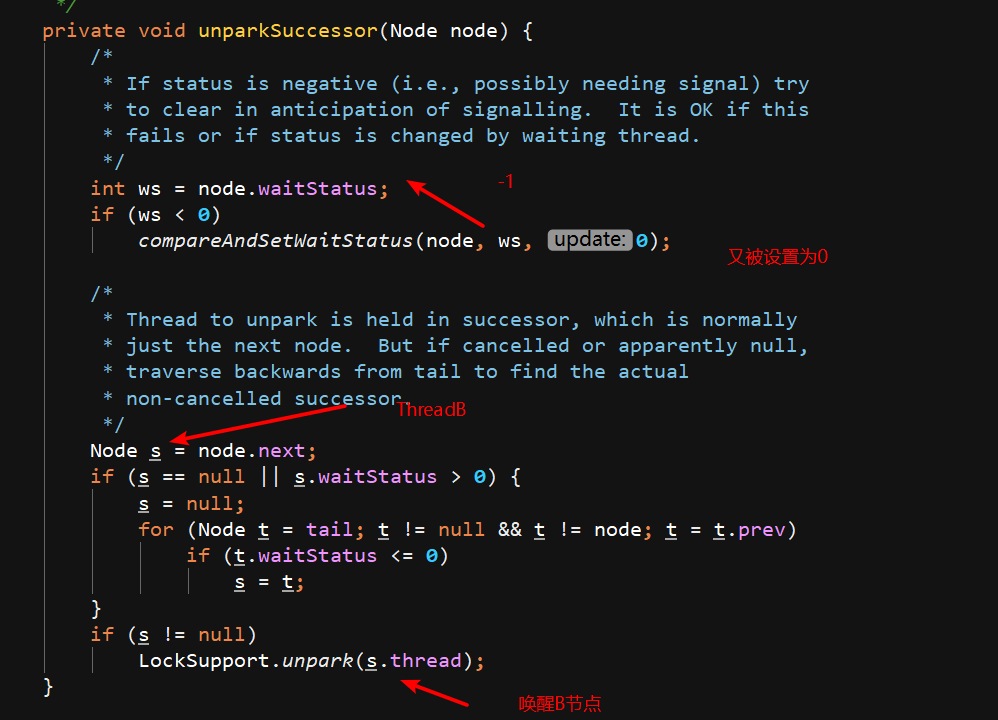 */
private void unparkSuccessor(Node node) {
/*
* If status is negative (i.e., possibly needing signal) try
* to clear in anticipation of signalling.  It is OK if this
* fails or if status is changed by waiting thread.
*/
int ws = node.waitStatus;
-1
if (ws < 0)
compareAndSetWaitStatus(node, ws, update: 0);
又被设置为0
/*
* Thread to unpark is held in successor, which is normally
* just the next node.  But if cancelled or apparently null,
* traverse backwards from tail to find the actual
* non-cancelled successor.
ThreadB
*/
Node s = node.next;
if (s == null || s.waitStatus > 0) {
s = null;
for (Node t = tail; t != null && t != node; t = t.prev)
if (t.waitStatus <= 0)
s = t;
}
if (s != null)
LockSupport.unpark(s.thread);
}
唤醒B节点